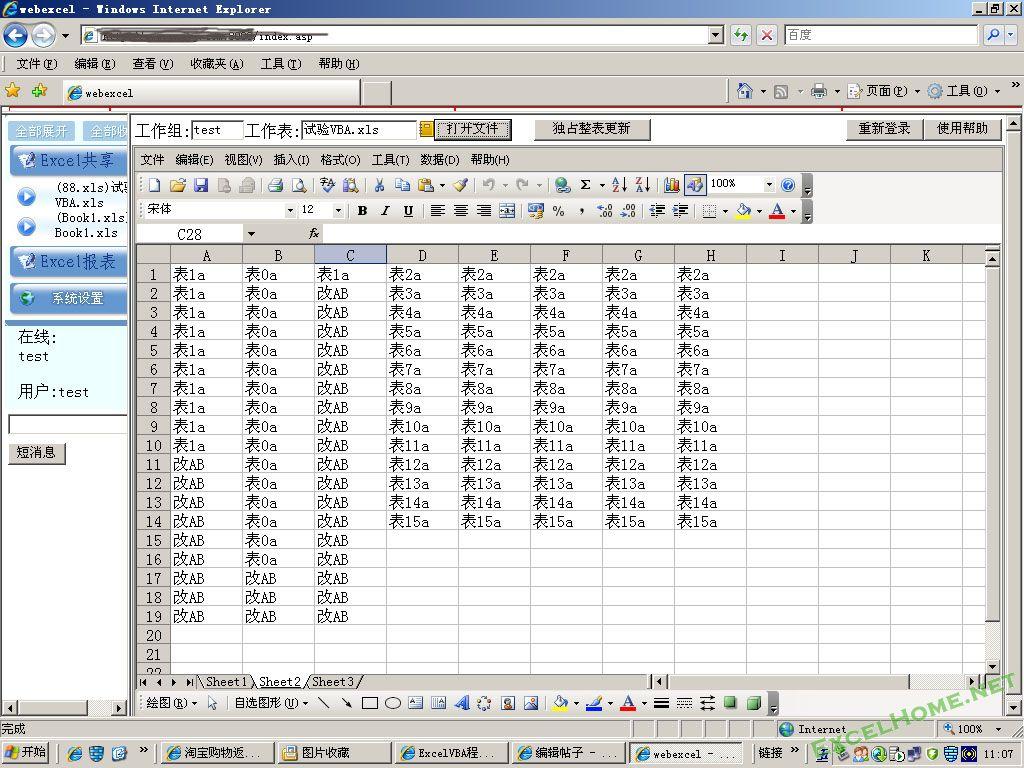 webexcel - Windows Internet Explorer
/index.asp
百度
文件(F) 编辑(E) 查看(V) 收藏夹(A) 工具(T) 帮助(H)
webexcel
页面(P) 工具(O) »
全部展开 全部收
工作组: test 工作表: 试验VBA.xls 打开文件 独占整表更新 重新登录 使用帮助
Excel共享
(88.xls)试
VBA.xls
(Book1.xls)
Book1.xls
Excel报表
系统设置
在线:
test
用户:test
短消息
文件 编辑(E) 视图(V) 插入(I) 格式(O) 工具(T) 数据(D) 帮助(H)
100%
宋体 12 B I U
C28 fx
A B C D E F G H I J K
1 表1a 表0a 表1a 表2a 表2a 表2a 表2a 表2a
2 表1a 表0a 改AB 表3a 表3a 表3a 表3a 表3a
3 表1a 表0a 改AB 表4a 表4a 表4a 表4a 表4a
4 表1a 表0a 改AB 表5a 表5a 表5a 表5a 表5a
5 表1a 表0a 改AB 表6a 表6a 表6a 表6a 表6a
6 表1a 表0a 改AB 表7a 表7a 表7a 表7a 表7a
7 表1a 表0a 改AB 表8a 表8a 表8a 表8a 表8a
8 表1a 表0a 改AB 表9a 表9a 表9a 表9a 表9a
9 表1a 表0a 改AB 表10a 表10a 表10a 表10a 表10a
10 表1a 表0a 改AB 表11a 表11a 表11a 表11a 表11a
11 改AB 表0a 改AB 表12a 表12a 表12a 表12a 表12a
12 改AB 表0a 改AB 表13a 表13a 表13a 表13a 表13a
13 改AB 表0a 改AB 表14a 表14a 表14a 表14a 表14a
14 改AB 表0a 改AB 表15a 表15a 表15a 表15a 表15a
15 改AB 表0a 改AB
16 改AB 表0a 改AB
17 改AB 改AB 改AB
18 改AB 改AB 改AB
19 改AB 改AB 改AB
20
21
22
Sheet1 Sheet2 Sheet3
绘图(R) 自选图形(U)
完成 Internet 100%
EXCELHOME.NET
开始 » 淘宝购物返... 图片收藏 ExcelVBA程... 编辑帖子 - ... webexcel - ... 链接 » 11:07